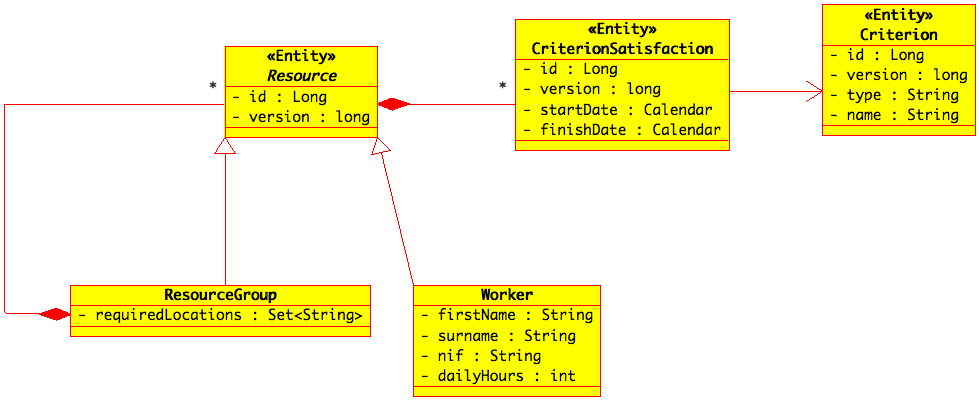 «Entity»
Resource
- id : Long
- version : long
*
*
«Entity»
CriterionSatisfaction
- id : Long
- version : long
- startDate : Calendar
- finishDate : Calendar
«Entity»
Criterion
- id : Long
- version : long
- type : String
- name : String
ResourceGroup
- requiredLocations : Set<String>
Worker
- firstName : String
- surname : String
- nif : String
- dailyHours : int